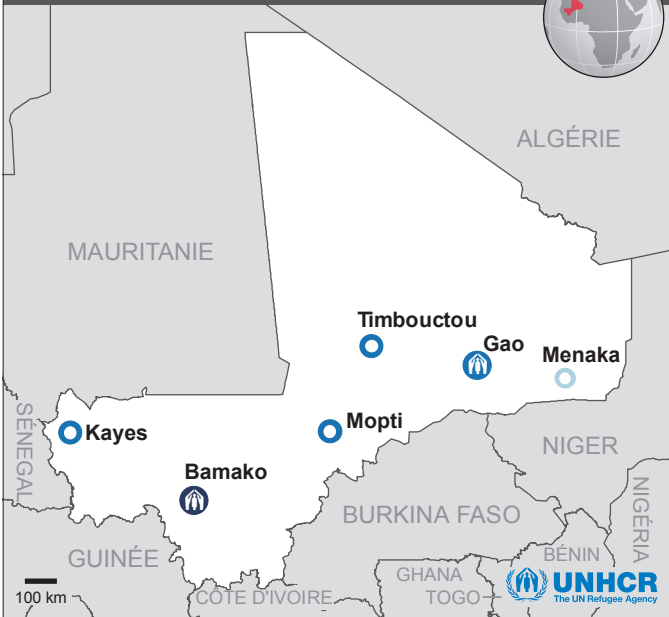 ALGÉRIE
MAURITANIE
Timbouctou
Gao
Menaka
SÉNÉGAL
Kayes
Mopti
Bamako
NIGER
NIGÉRIA
BURKINA FASO
GUINÉE
BÉNIN
GHANA
TOGO
CÔTE D'IVOIRE
100 km
UNHCR
The UN Refugee Agency